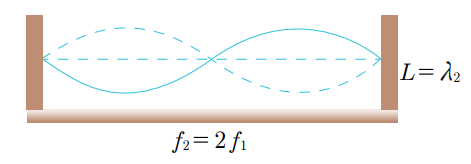 L = λ₂
f₂ = 2 f₁